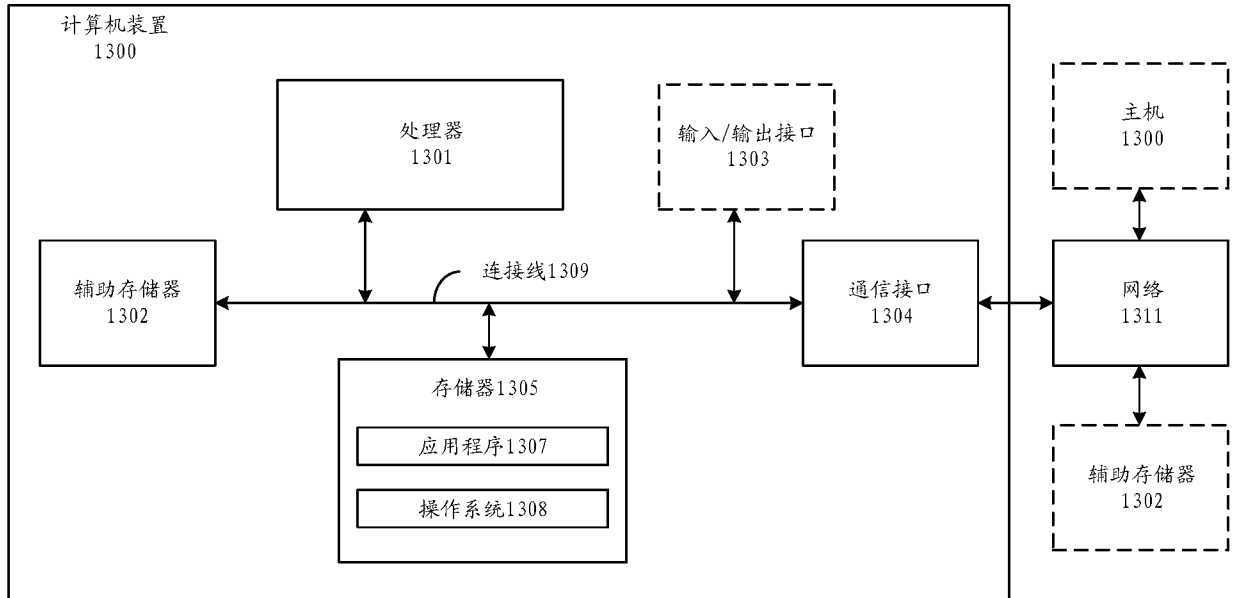 计算机装置
1300
处理器
1301
输入/输出接口
1303
主机
1300
辅助存储器
1302
连接线1309
通信接口
1304
网络
1311
存储器1305
应用程序1307
操作系统1308
辅助存储器
1302